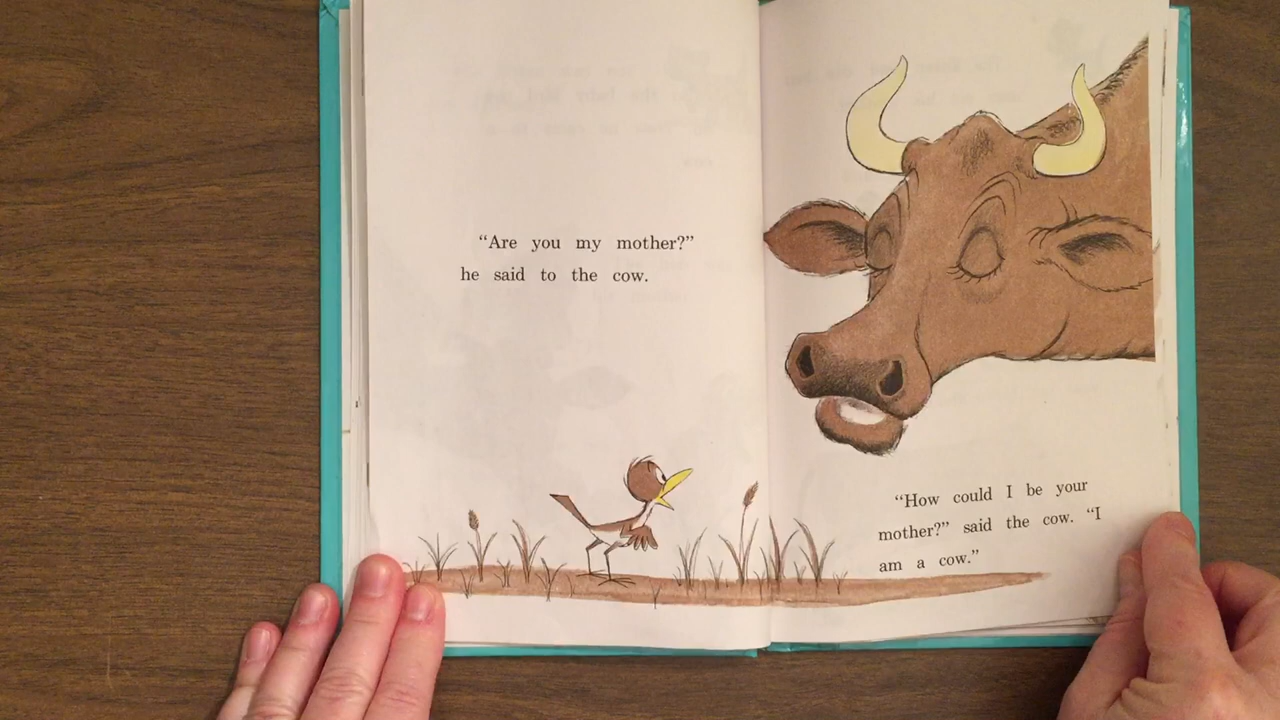 “Are you my mother?”
he said to the cow.
“How could I be your
mother?” said the cow. “I
am a cow.”